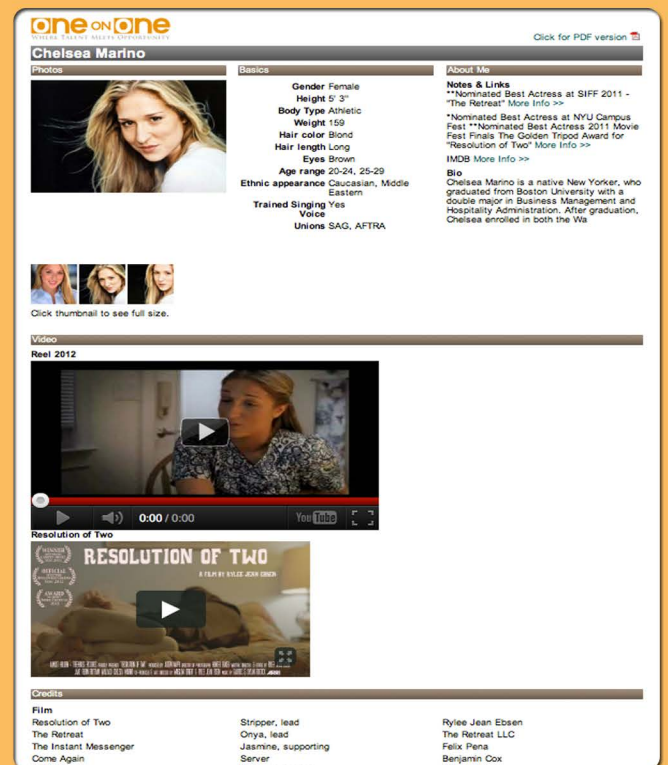 One ON One
WHERE TALENT MEETS OPPORTUNITY
Click for PDF version
Chelsea Marino
Photos
Click thumbnail to see full size.
Basics
Gender Female
Height 5' 3"
Body Type Athletic
Weight 159
Hair color Blond
Hair length Long
Eyes Brown
Age range 20-24, 25-29
Ethnic appearance Caucasian, Middle
Eastern
Trained Singing Yes
Voice
Unions SAG, AFTRA
About Me
Notes & Links
**Nominated Best Actress at SIFF 2011 -
"The Retreat" More Info >>
*Nominated Best Actress at NYU Campus
Fest **Nominated Best Actress 2011 Movie
Fest Finals The Golden Tripod Award for
"Resolution of Two" More Info >>
IMDB More Info >>
Bio
Chelsea Marino is a native New Yorker, who
graduated from Boston University with a
double major in Business Management and
Hospitality Administration. After graduation,
Chelsea enrolled in both the Wa
Video
Reel 2012
0:00 / 0:00
You Tube
Resolution of Two
WINNER
OFFICIAL
AWARD
RESOLUTION OF TWO
A FILM BY RYLEE JEAN EBSEN
Credits
Film
Resolution of Two Stripper, lead Rylee Jean Ebsen
The Retreat Onya, lead The Retreat LLC
The Instant Messenger Jasmine, supporting Felix Pena
Come Again Server Benjamin Cox